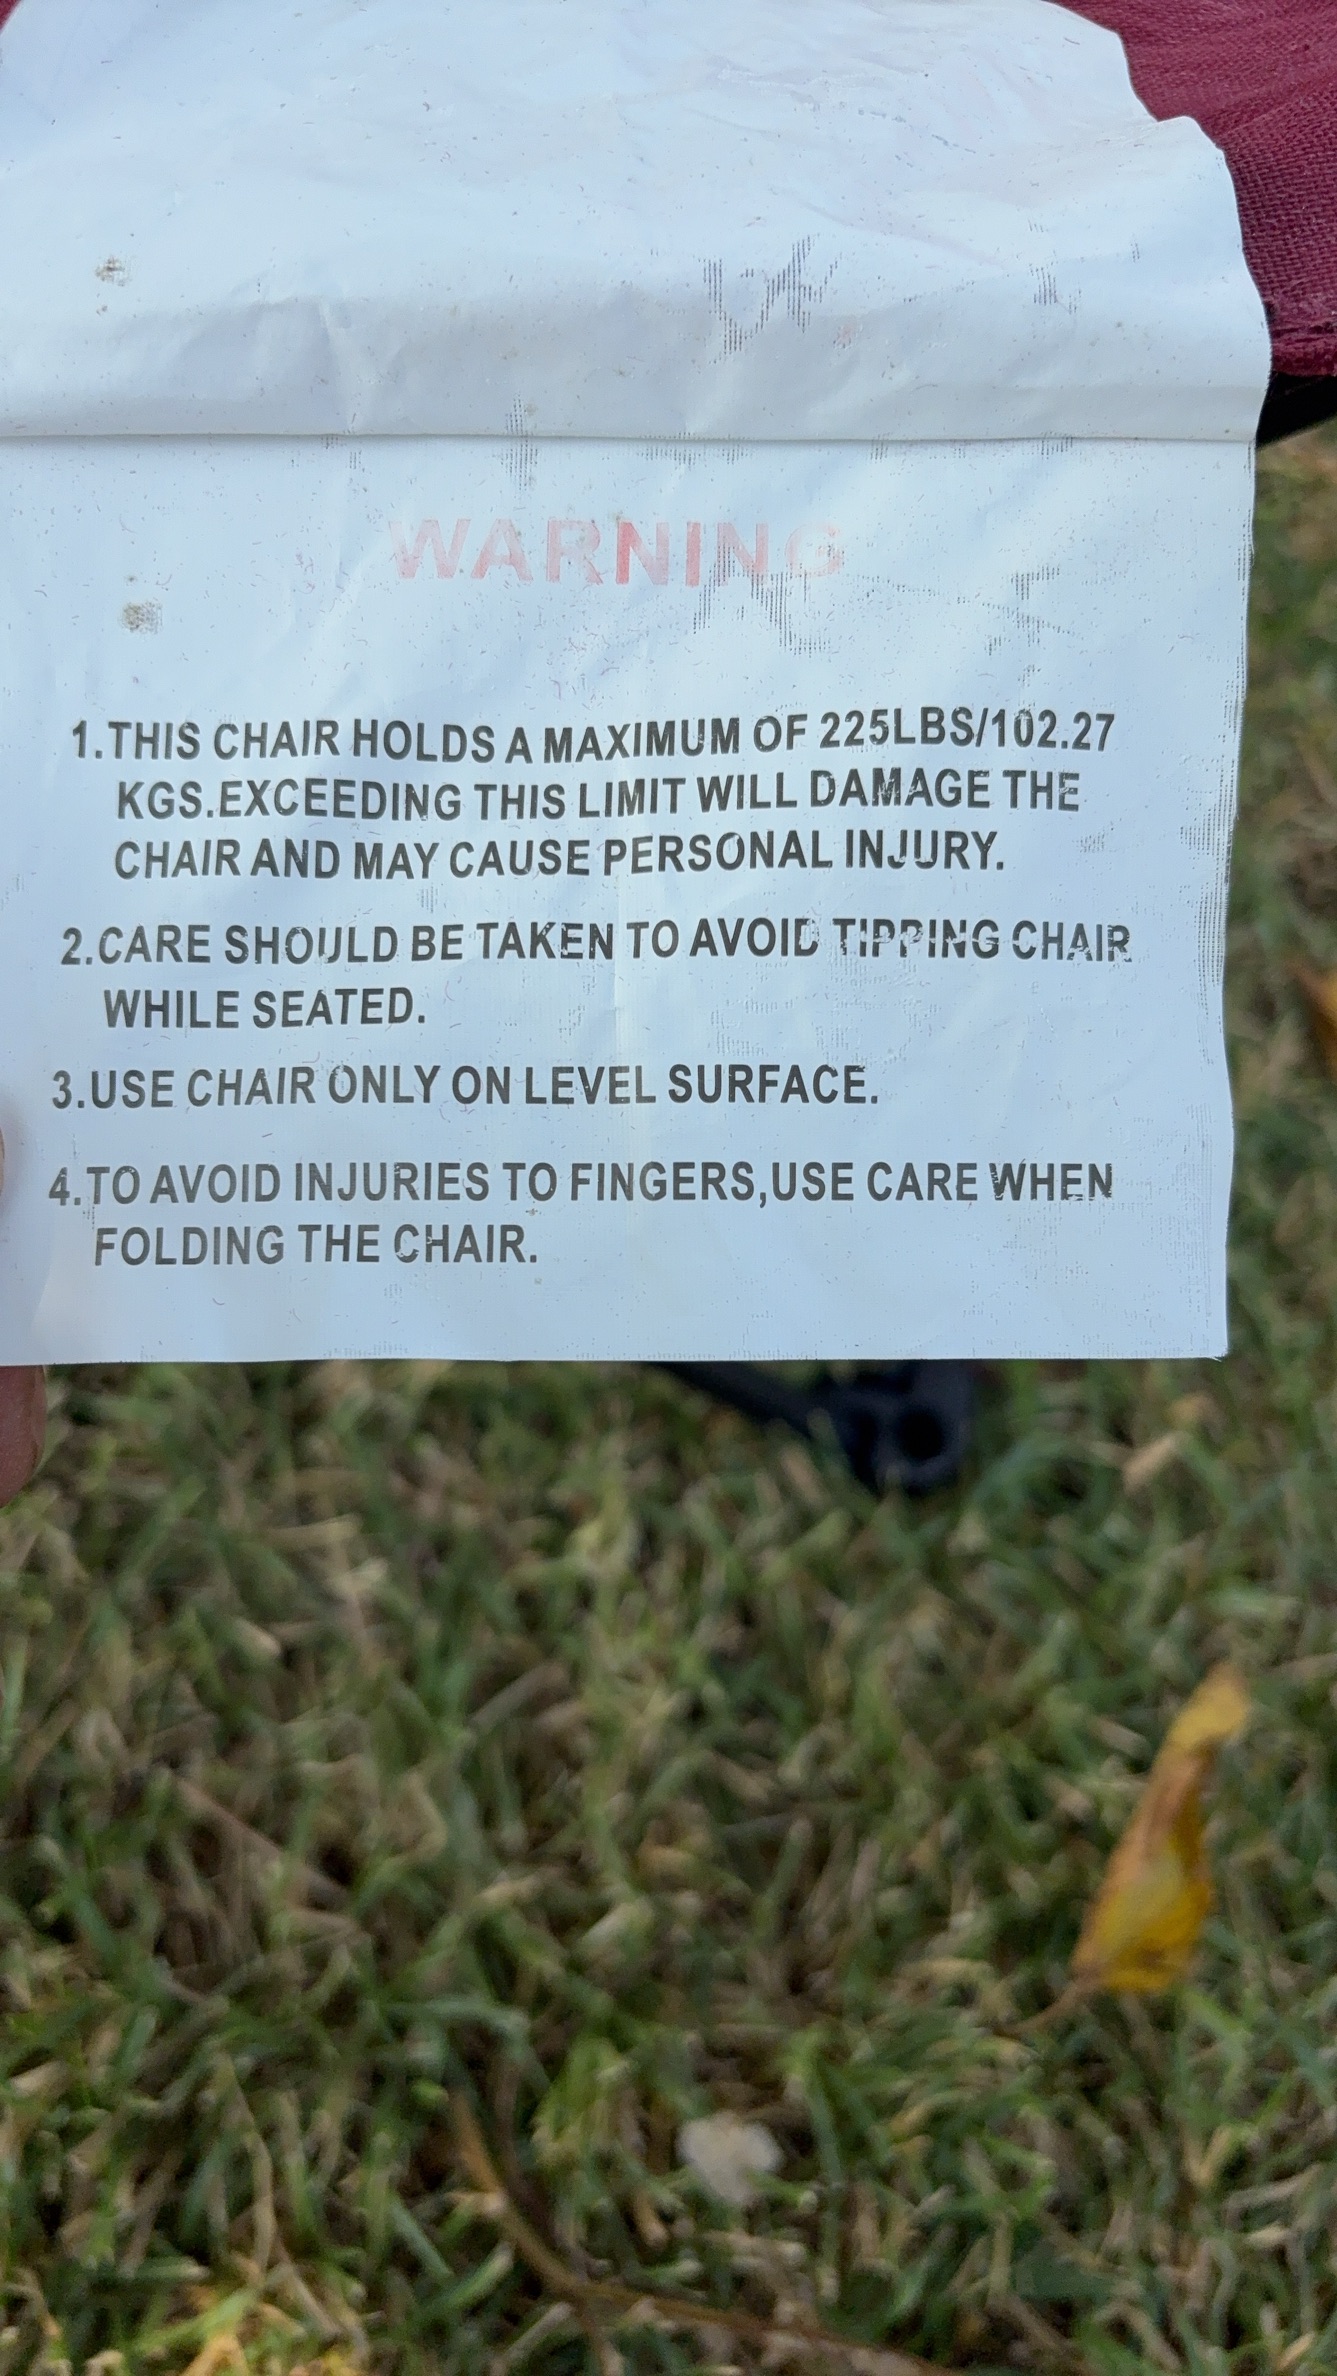 WARNING
1.THIS CHAIR HOLDS A MAXIMUM OF 225LBS/102.27
KGS.EXCEEDING THIS LIMIT WILL DAMAGE THE
CHAIR AND MAY CAUSE PERSONAL INJURY.
2.CARE SHOULD BE TAKEN TO AVOID TIPPING CHAIR
WHILE SEATED.
3.USE CHAIR ONLY ON LEVEL SURFACE.
4.TO AVOID INJURIES TO FINGERS,USE CARE WHEN
FOLDING THE CHAIR.